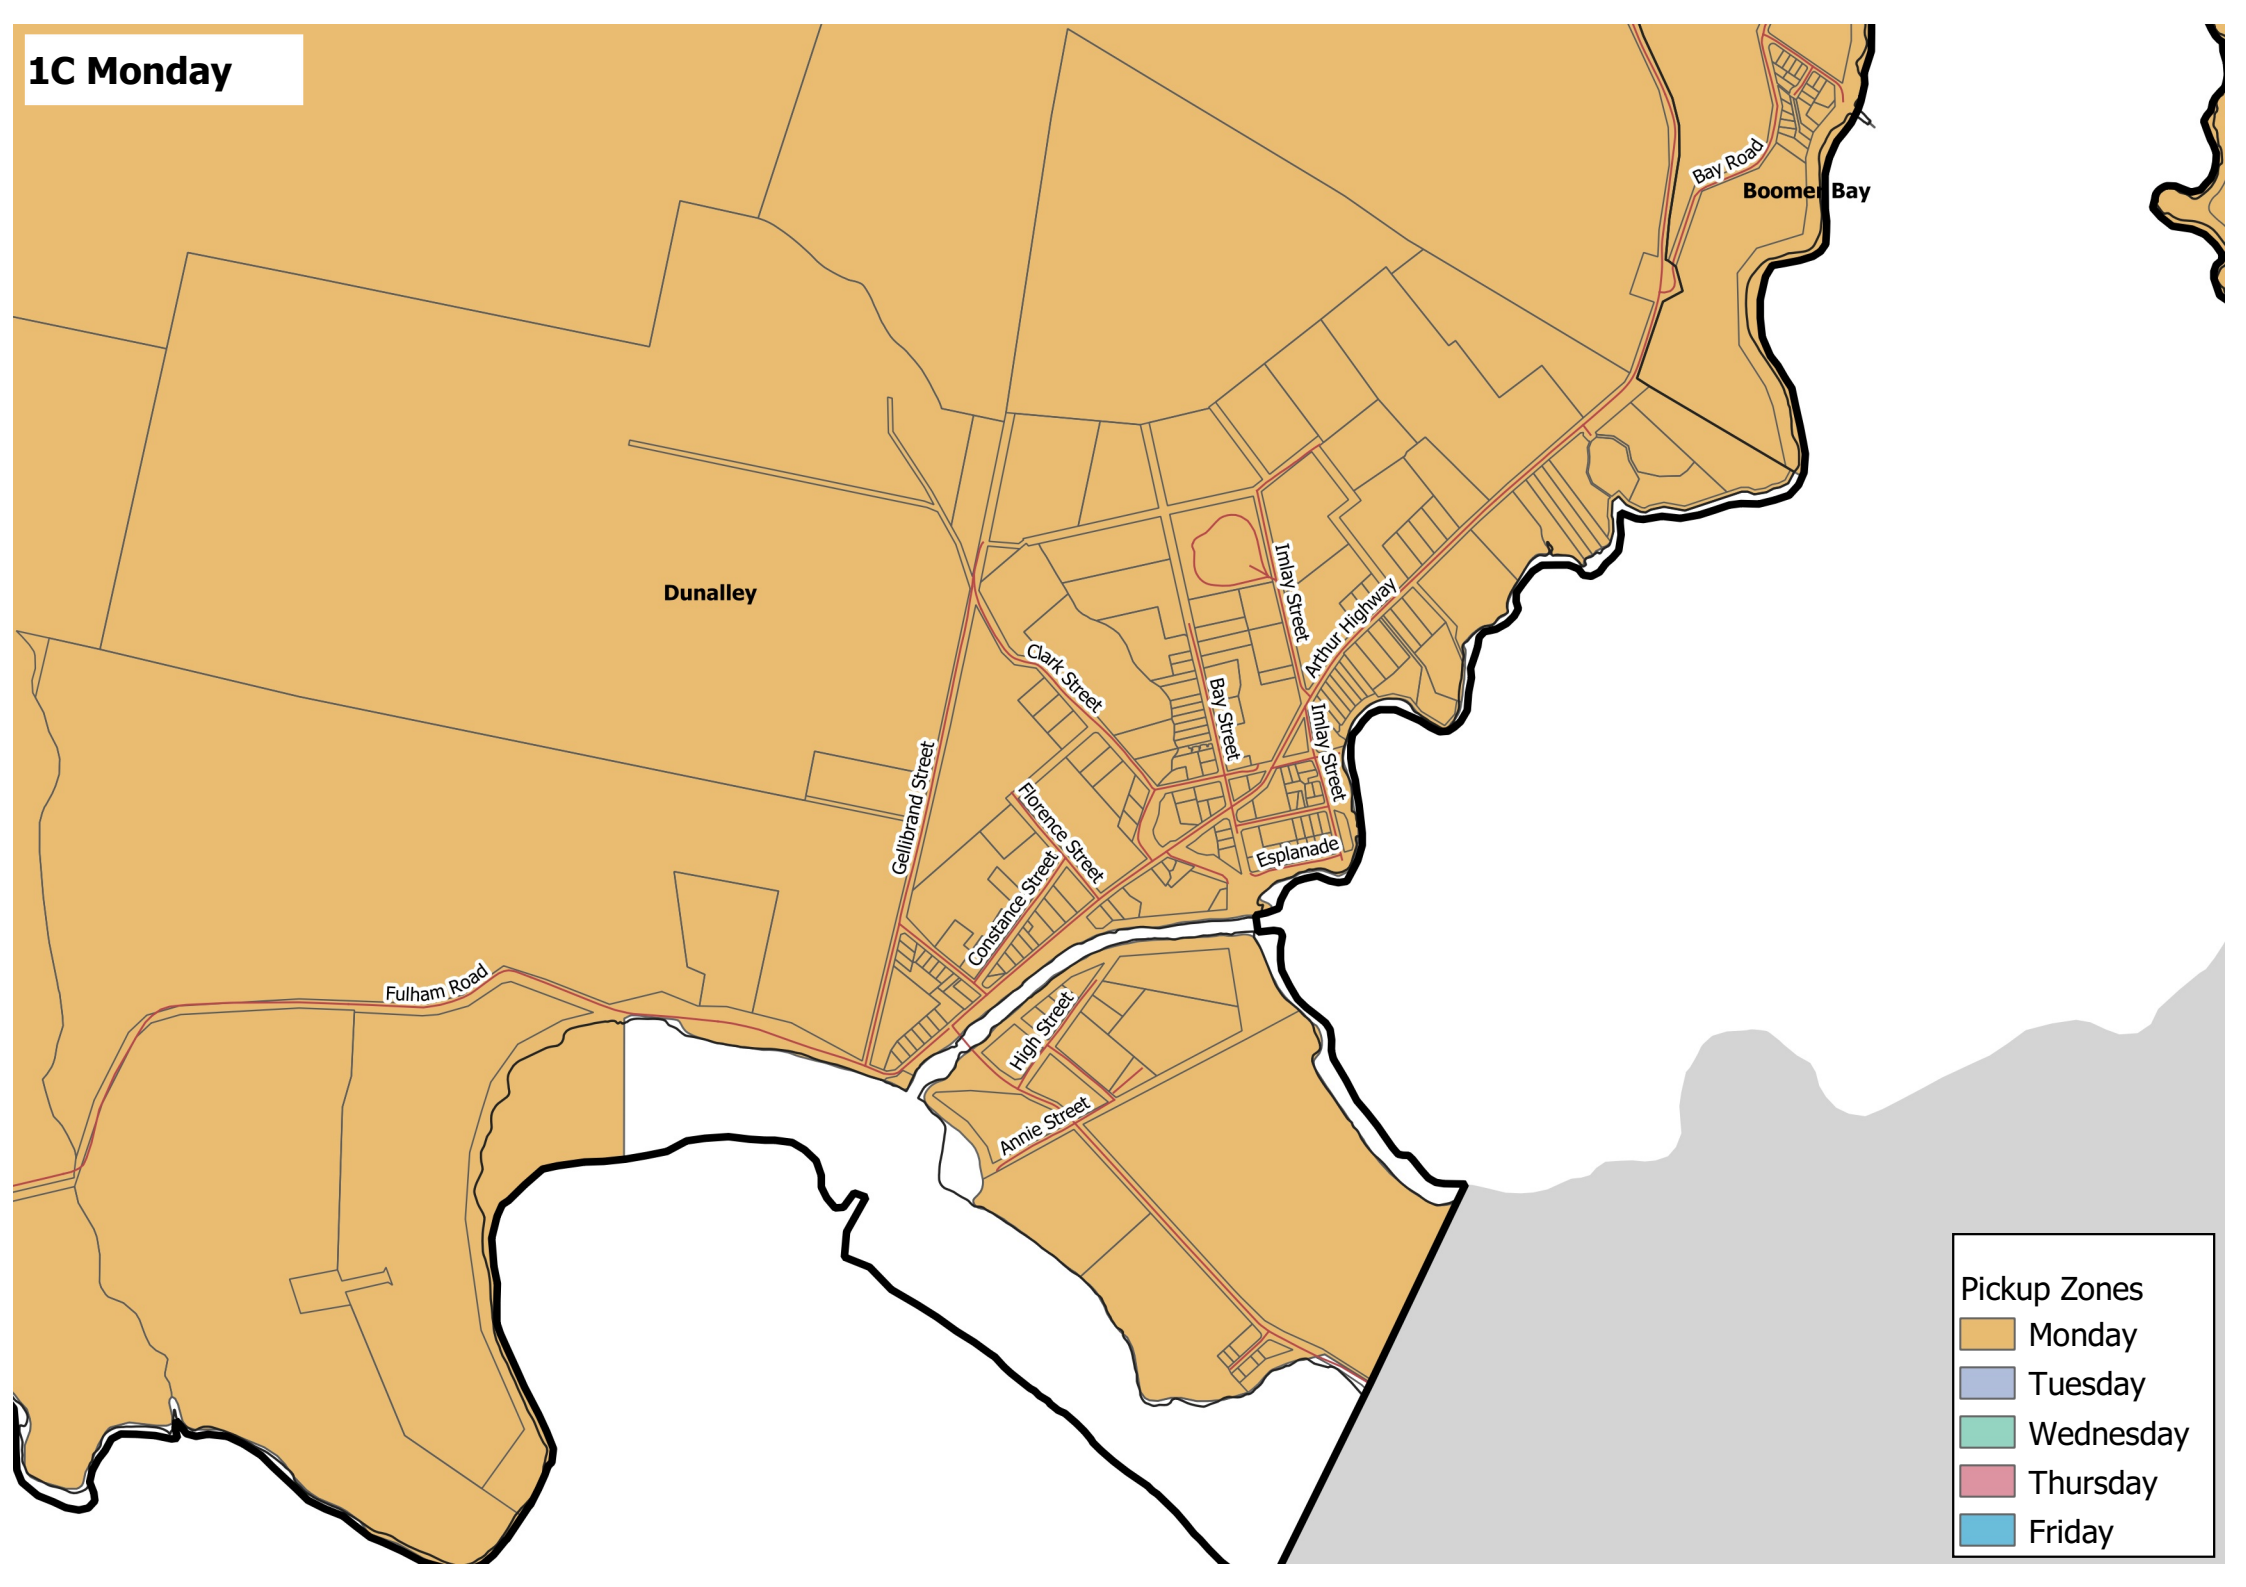 1C Monday
Bay Road
Boomer Bay
Dunalley
Imlay Street
Arthur Highway
Clark Street
Bay Street
Imlay Street
Gellibrand Street
Florence Street
Esplanade
Constance Street
Fulham Road
High Street
Annie Street
Pickup Zones
Monday
Tuesday
Wednesday
Thursday
Friday